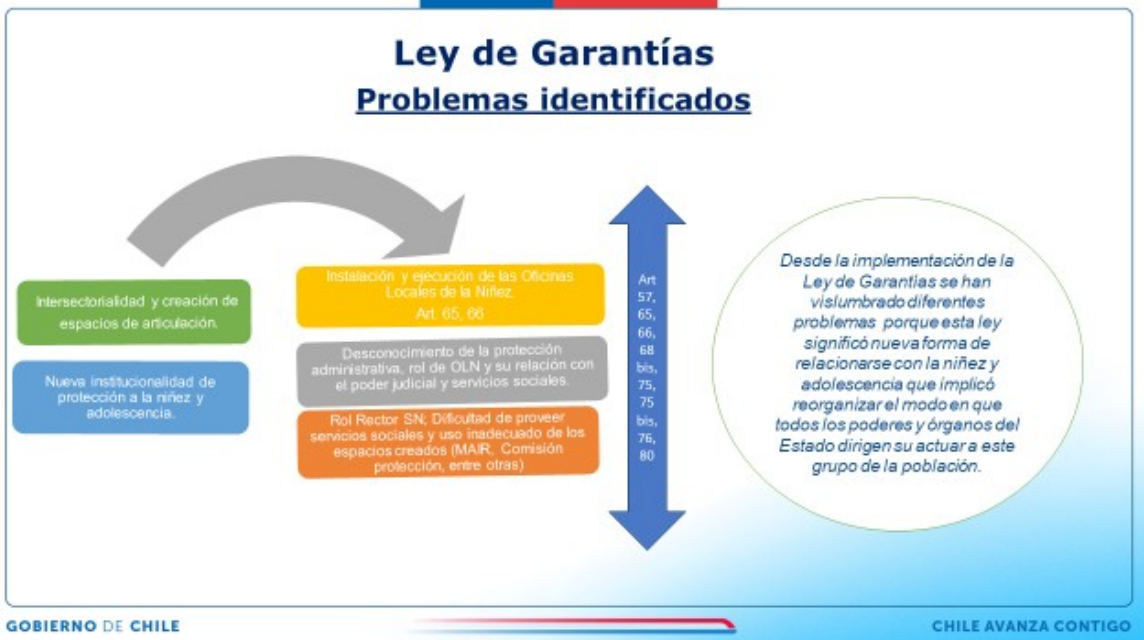 Ley de Garantías
Problemas identificados
Intersectorialidad y creación de
espacios de articulación.
Nueva institucionalidad de
protección a la niñez y
adolescencia.
Instalación y ejecución de las Oficinas
Locales de la Niñez.
Art. 65, 66
Desconocimiento de la protección
administrativa, rol de OLN y su relación con
el poder judicial y servicios sociales.
Rol Rector SN; Dificultad de proveer
servicios sociales y uso inadecuado de los
espacios creados (MAIR, Comisión
protección, entre otras)
Art
57,
65,
66,
68
bis,
75,
75
bis,
76,
80
Desde la implementación de la
Ley de Garantías se han
vislumbrado diferentes
problemas porque esta ley
significó nueva forma de
relacionarse con la niñez y
adolescencia que implicó
reorganizar el modo en que
todos los poderes y órganos del
Estado dirigen su actuar a este
grupo de la población.
GOBIERNO DE CHILE
CHILE AVANZA CONTIGO